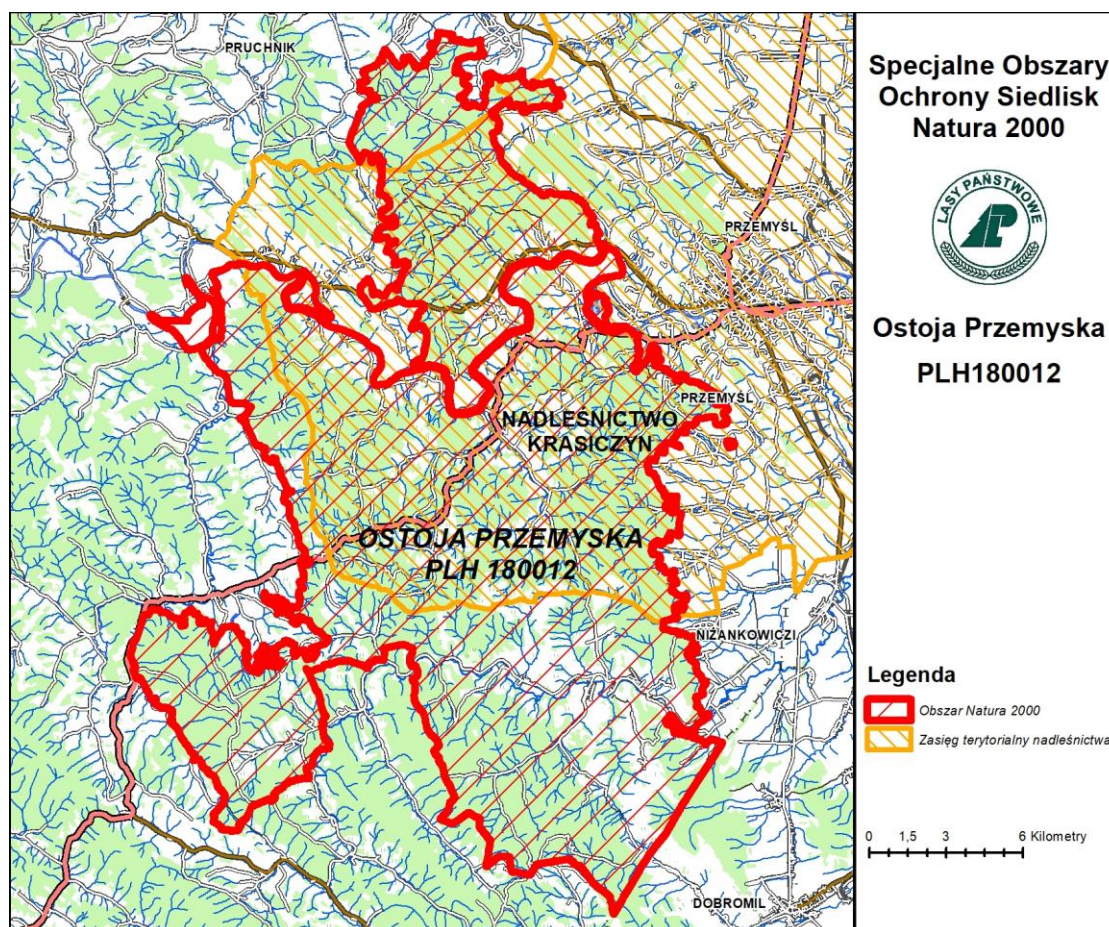 PRUCHNIK
PRZEMYŚL
PRZEMYŚL
NADLEŚNICTWO
KRASICZYN
OSTOJA PRZEMYSKA
PLH 180012
NIŻANKOWICZI
DOBROMIL
Specjalne Obszary
Ochrony Siedlisk
Natura 2000
LASY PAŃSTWOWE
Ostoja Przemyska
PLH180012
Legenda
Obszar Natura 2000
Zasięg terytorialny nadleśnictwa
0 1,5 3 6 Kilometry